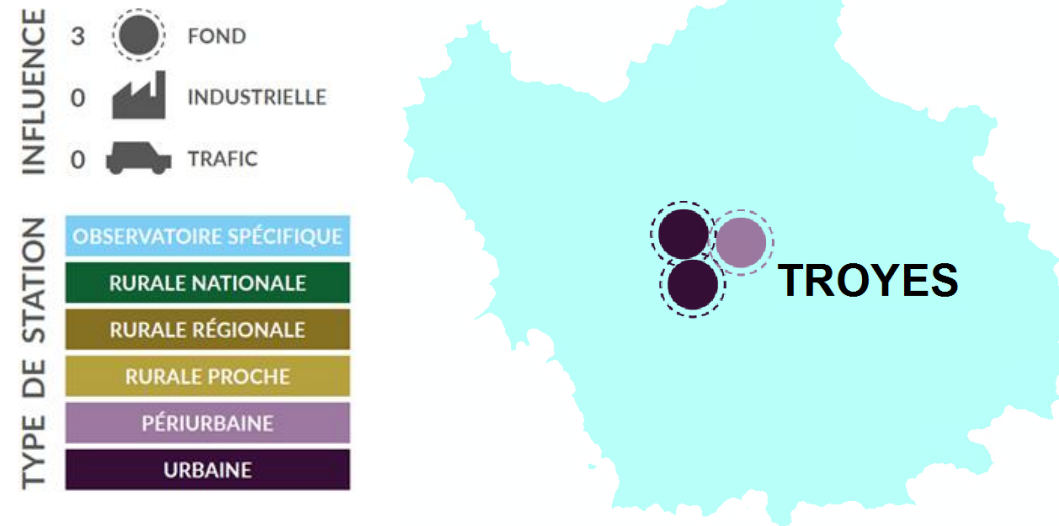 INFLUENCE
3 FOND
0 INDUSTRIELLE
0 TRAFIC
TYPE DE STATION
OBSERVATOIRE SPÉCIFIQUE
RURALE NATIONALE
RURALE RÉGIONALE
RURALE PROCHE
PÉRIURBAINE
URBAINE
TROYES